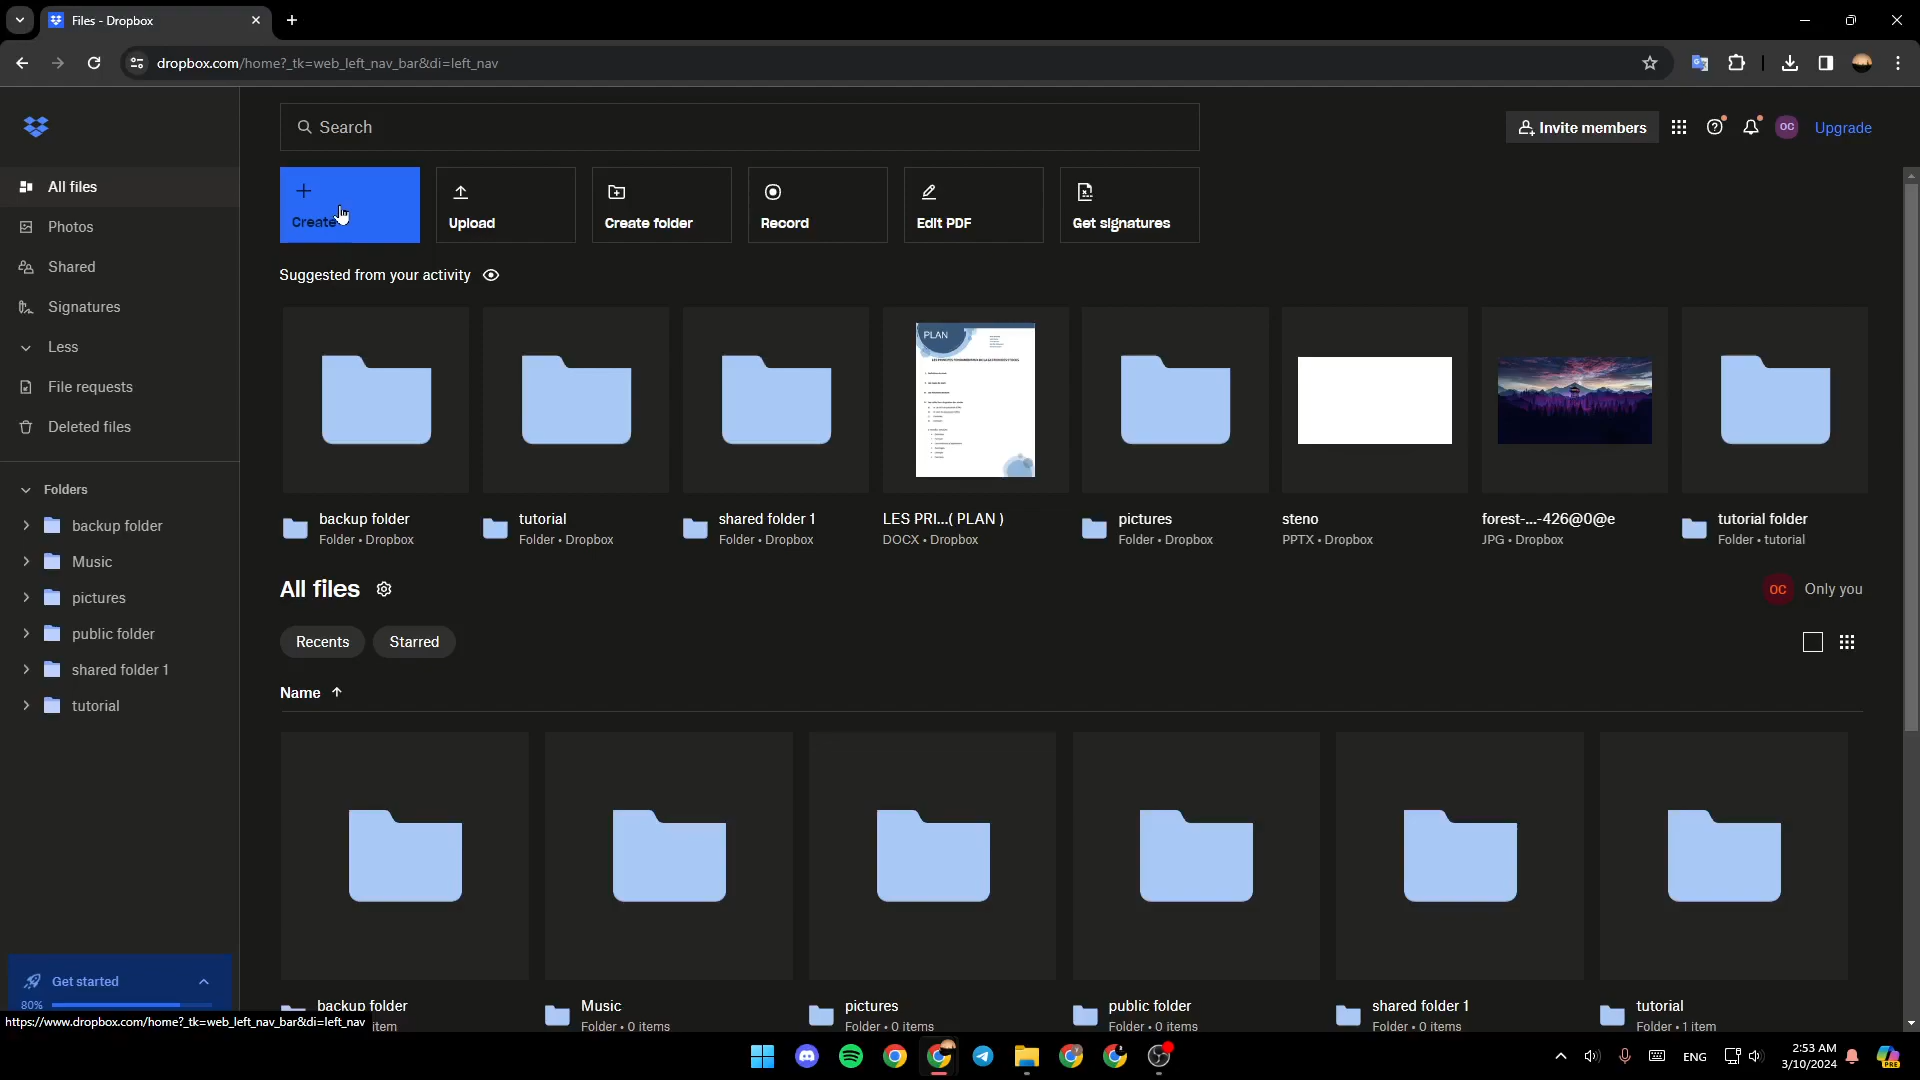 Files - Dropbox
dropbox.com/home?_tk=web_left_nav_bar&di=left_nav
Search
Invite members
OC
Upgrade
All files
Photos
Shared
Signatures
Less
File requests
Deleted files
Folders
backup folder
Music
pictures
public folder
shared folder 1
tutorial
Get started
80%
https://www.dropbox.com/home?_tk=web_left_nav_bar&di=left_nav
Create
Upload
Create folder
Record
Edit PDF
Get signatures
Suggested from your activity
PLAN
backup folder
Folder • Dropbox
tutorial
Folder • Dropbox
shared folder 1
Folder • Dropbox
LES PRI...( PLAN )
DOCX • Dropbox
pictures
Folder • Dropbox
steno
PPTX • Dropbox
forest-...-426@0@e
JPG • Dropbox
tutorial folder
Folder • tutorial
All files
OC Only you
Recents
Starred
Name
backup folder
item
Music
Folder • 0 items
pictures
Folder • 0 items
public folder
Folder • 0 items
shared folder 1
Folder • 0 items
tutorial
Folder • 1 item
ENG
2:53 AM
3/10/2024
PRE